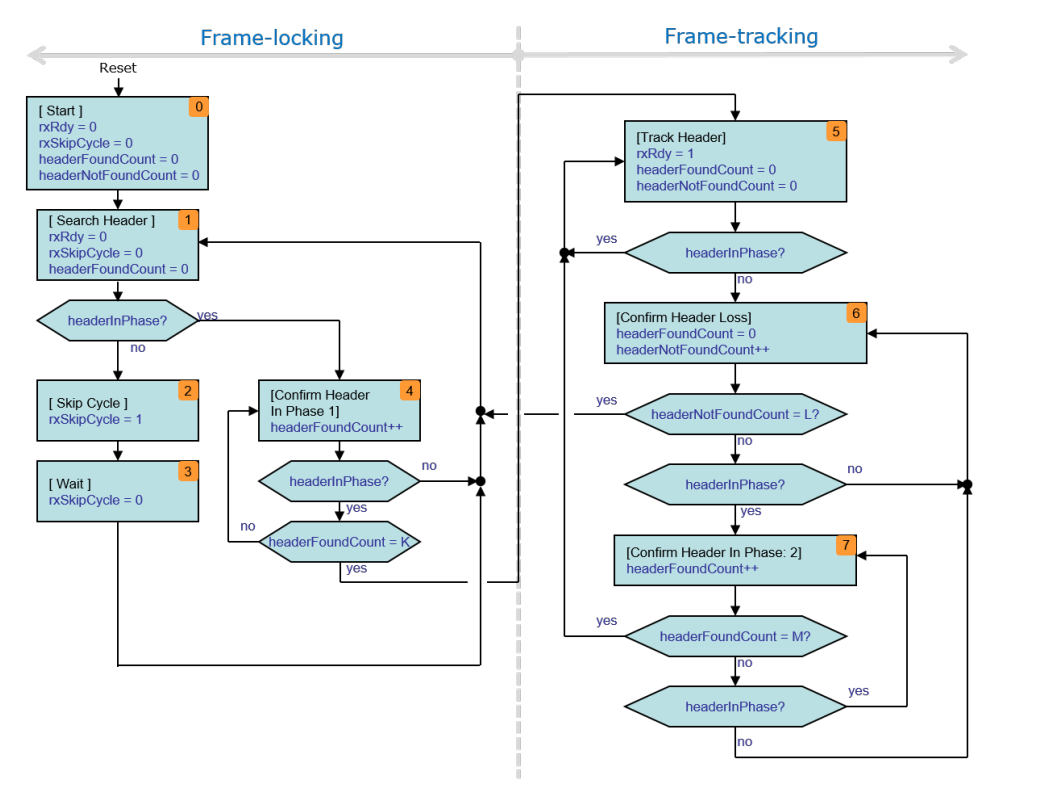 Frame-locking
Frame-tracking
Reset
0
[ Start ]
rxRdy = 0
rxSkipCycle = 0
headerFoundCount = 0
headerNotFoundCount = 0
1
[ Search Header ]
rxRdy = 0
rxSkipCycle = 0
headerFoundCount = 0
headerInPhase?
yes
no
2
[ Skip Cycle ]
rxSkipCycle = 1
3
[ Wait ]
rxSkipCycle = 0
4
[Confirm Header
In Phase 1]
headerFoundCount++
headerInPhase?
no
yes
no
headerFoundCount = K
yes
5
[Track Header]
rxRdy = 1
headerFoundCount = 0
headerNotFoundCount = 0
yes
headerInPhase?
no
6
[Confirm Header Loss]
headerFoundCount = 0
headerNotFoundCount++
yes
headerNotFoundCount = L?
no
headerInPhase?
no
yes
7
[Confirm Header In Phase: 2]
headerFoundCount++
yes
headerFoundCount = M?
no
headerInPhase?
yes
no